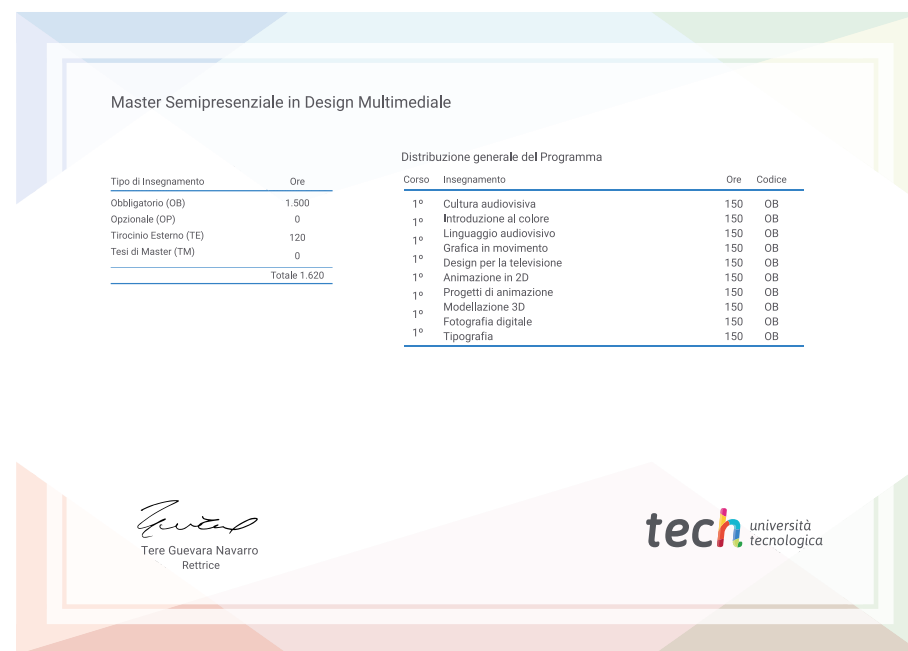 Master Semipresenziale in Design Multimediale
Tipo di Insegnamento Ore
Obbligatorio (OB) 1.500
Opzionale (OP) 0
Tirocinio Esterno (TE) 120
Tesi di Master (TM) 0
Totale 1.620
Distribuzione generale del Programma
Corso Insegnamento Ore Codice
1º Cultura audiovisiva 150 OB
1º Introduzione al colore 150 OB
1º Linguaggio audiovisivo 150 OB
1º Grafica in movimento 150 OB
Design per la televisione 150 OB
1º Animazione in 2D 150 OB
1º Progetti di animazione 150 OB
1º Modellazione 3D 150 OB
Fotografia digitale 150 OB
1º Tipografia 150 OB
Tere Guevara Navarro
Rettrice
tech università
tecnologica